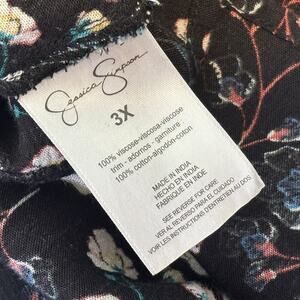 Jessica Simpson
3X
100% viscose-viscosa-viscose
trim - adornos - garniture
100% cotton-algodón-coton
MADE IN INDIA
HECHO EN INDIA
FABRIQUE EN INDE
SEE REVERSE FOR CARE
VER AL REVERSO PARA EL CUIDADO
VOIR LES INSTRUCTIONS D'ENTRETIEN AU DOS